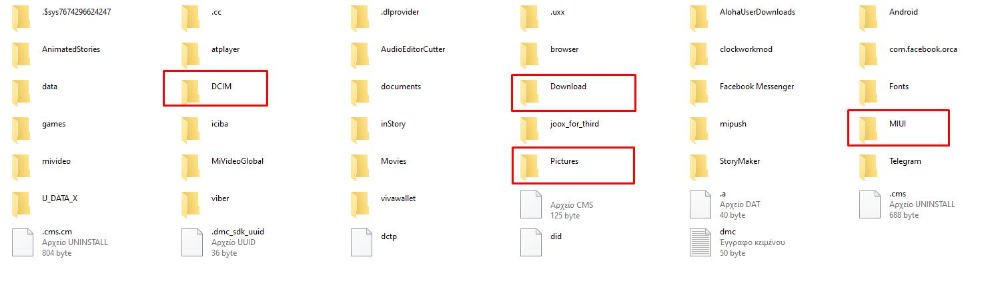 .$sys7674296624247
.cc
.dlprovider
.uxx
AlohaUserDownloads
Android
AnimatedStories
atplayer
AudioEditorCutter
browser
clockworkmod
com.facebook.orca
data
DCIM
documents
Download
Facebook Messenger
Fonts
games
iciba
inStory
joox_for_third
mipush
MIUI
mivideo
MiVideoGlobal
Movies
Pictures
StoryMaker
Telegram
U_DATA_X
viber
vivawallet
Αρχείο CMS
125 byte
.a
Αρχείο DAT
40 byte
.cms
Αρχείο UNINSTALL
688 byte
.cms.cm
Αρχείο UNINSTALL
804 byte
.dmc_sdk_uuid
Αρχείο UUID
36 byte
dctp
did
dmc
Έγγραφο κειμένου
50 byte